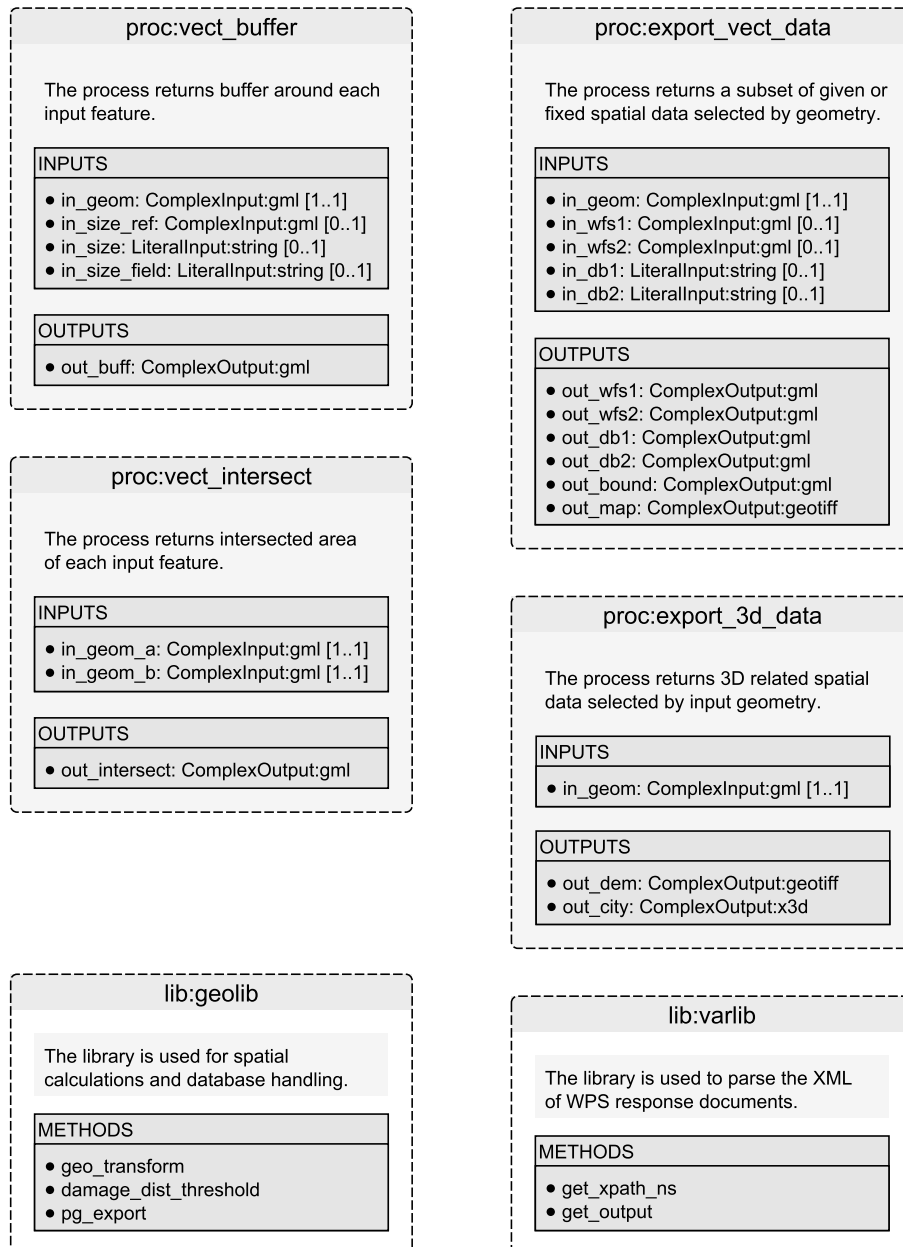 proc:vect_buffer
The process returns buffer around each
input feature.
INPUTS
● in_geom: ComplexInput:gml [1..1]
● in_size_ref: ComplexInput:gml [0..1]
● in_size: LiteralInput:string [0..1]
● in_size_field: LiteralInput:string [0..1]
OUTPUTS
● out_buff: ComplexOutput:gml
proc:vect_intersect
The process returns intersected area
of each input feature.
INPUTS
● in_geom_a: ComplexInput:gml [1..1]
● in_geom_b: ComplexInput:gml [1..1]
OUTPUTS
● out_intersect: ComplexOutput:gml
lib:geolib
The library is used for spatial
calculations and database handling.
METHODS
● geo_transform
● damage_dist_threshold
● pg_export
proc:export_vect_data
The process returns a subset of given or
fixed spatial data selected by geometry.
INPUTS
● in_geom: ComplexInput:gml [1..1]
● in_wfs1: ComplexInput:gml [0..1]
● in_wfs2: ComplexInput:gml [0..1]
● in_db1: LiteralInput:string [0..1]
● in_db2: LiteralInput:string [0..1]
OUTPUTS
● out_wfs1: ComplexOutput:gml
● out_wfs2: ComplexOutput:gml
● out_db1: ComplexOutput:gml
● out_db2: ComplexOutput:gml
● out_bound: ComplexOutput:gml
● out_map: ComplexOutput:geotiff
proc:export_3d_data
The process returns 3D related spatial
data selected by input geometry.
INPUTS
● in_geom: ComplexInput:gml [1..1]
OUTPUTS
● out_dem: ComplexOutput:geotiff
● out_city: ComplexOutput:x3d
lib:varlib
The library is used to parse the XML
of WPS response documents.
METHODS
● get_xpath_ns
● get_output